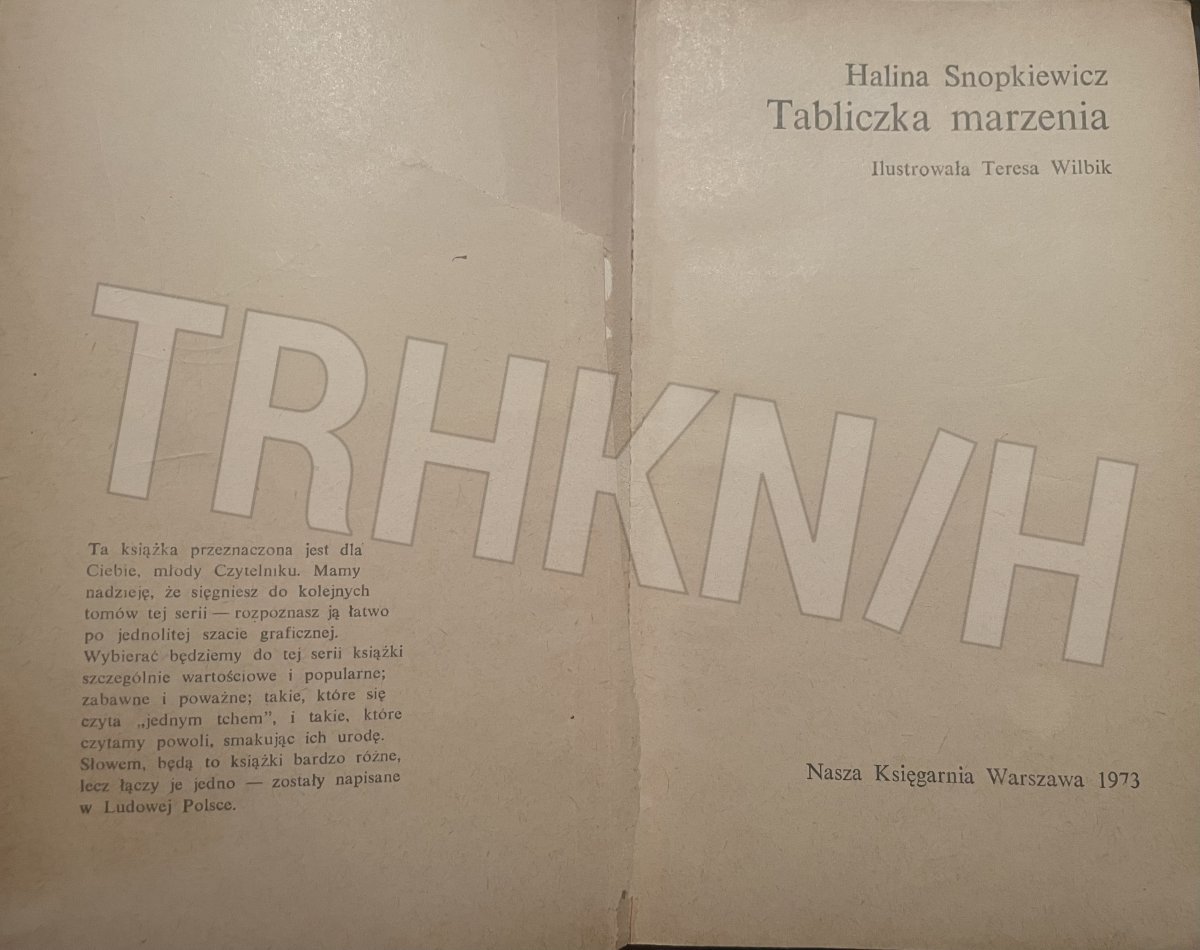 Ta książka przeznaczona jest dla
Ciebie, młody Czytelniku. Mamy
nadzieję, że sięgniesz do kolejnych
tomów tej serii — rozpoznasz ją łatwo
po jednolitej szacie graficznej.
Wybierać będziemy do tej serii książki
szczególnie wartościowe i popularne;
zabawne i poważne; takie, które się
czyta „jednym tchem”, i takie, które
czytamy powoli, smakując ich urodę.
Słowem, będą to książki bardzo różne,
lecz łączy je jedno — zostały napisane
w Ludowej Polsce.
Halina Snopkiewicz
Tabliczka marzenia
Ilustrowała Teresa Wilbik
TRHKN/H
Nasza Księgarnia Warszawa 1973